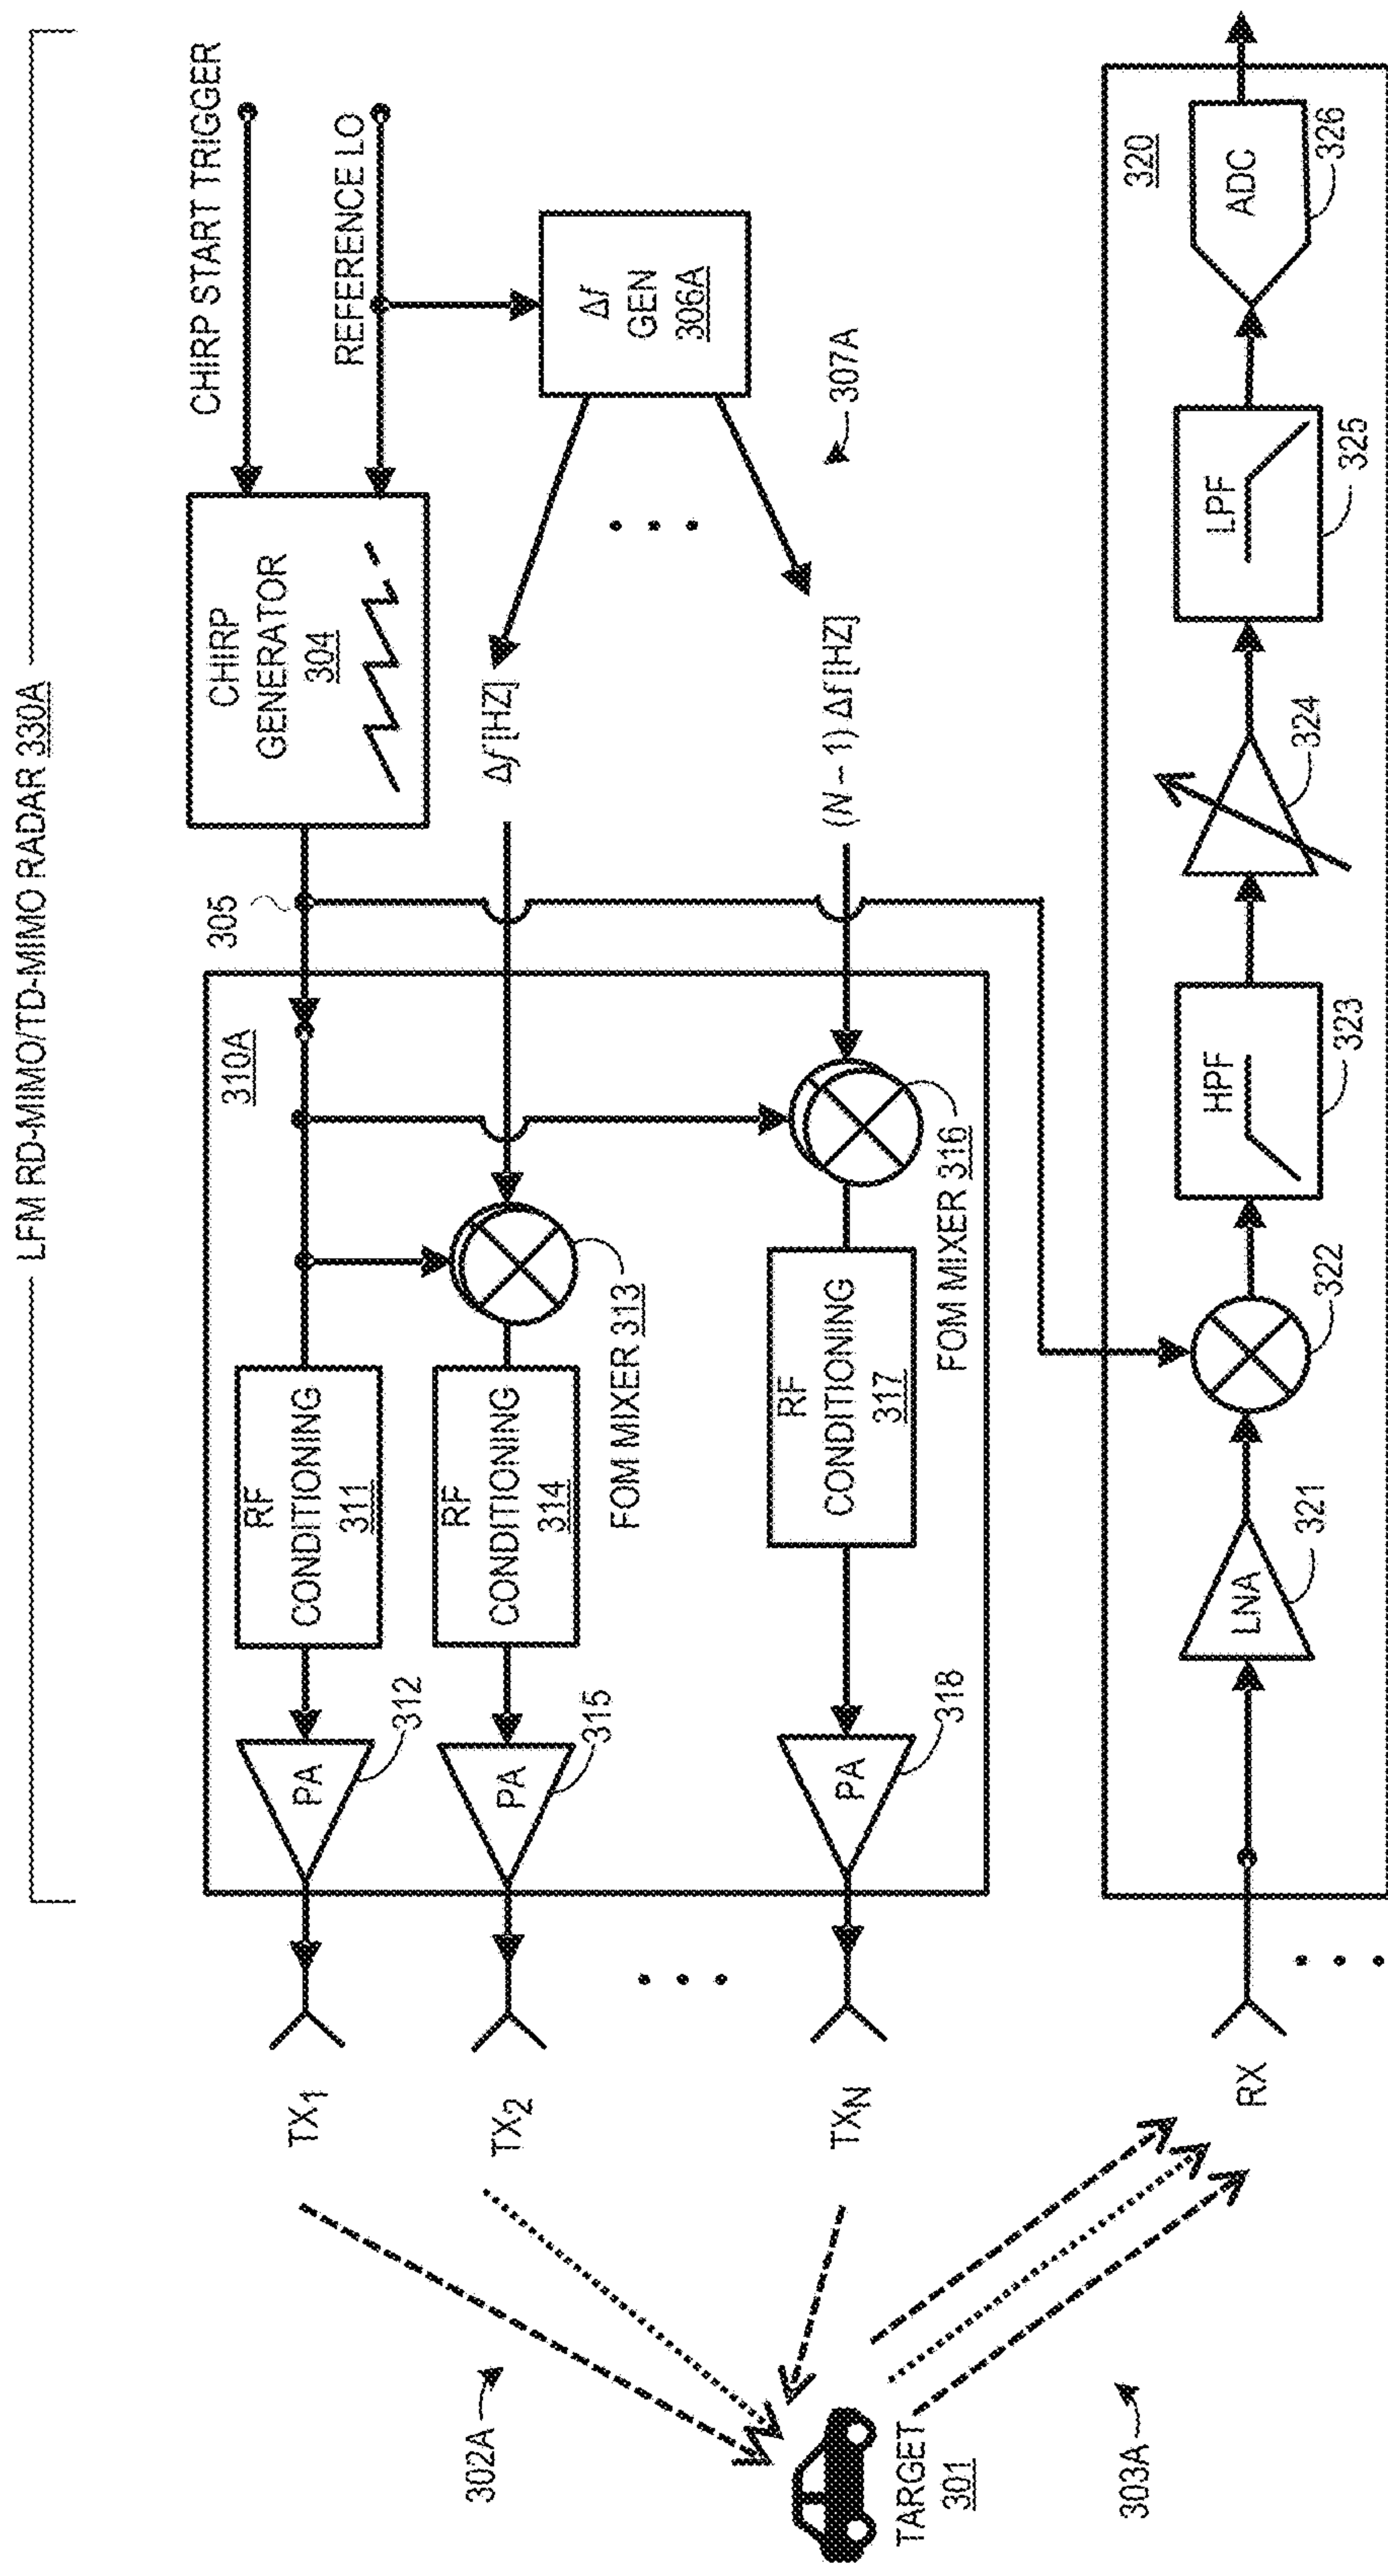 LFM RD-MIMO/TD-MIMO RADAR 330A
CHIRP START TRIGGER
REFERENCE LO
CHIRP
GENERATOR
304
305
Δf
GEN
306A
Δf [HZ]
(N – 1) Δf [HZ]
307A
310A
RF
CONDITIONING
311
PA
312
TX1
FOM MIXER 313
RF
CONDITIONING
314
PA
315
TX2
FOM MIXER 316
RF
CONDITIONING
317
PA
318
TXN
302A
TARGET
301
303A
RX
320
LNA
321
322
HPF
323
324
LPF
325
ADC
326